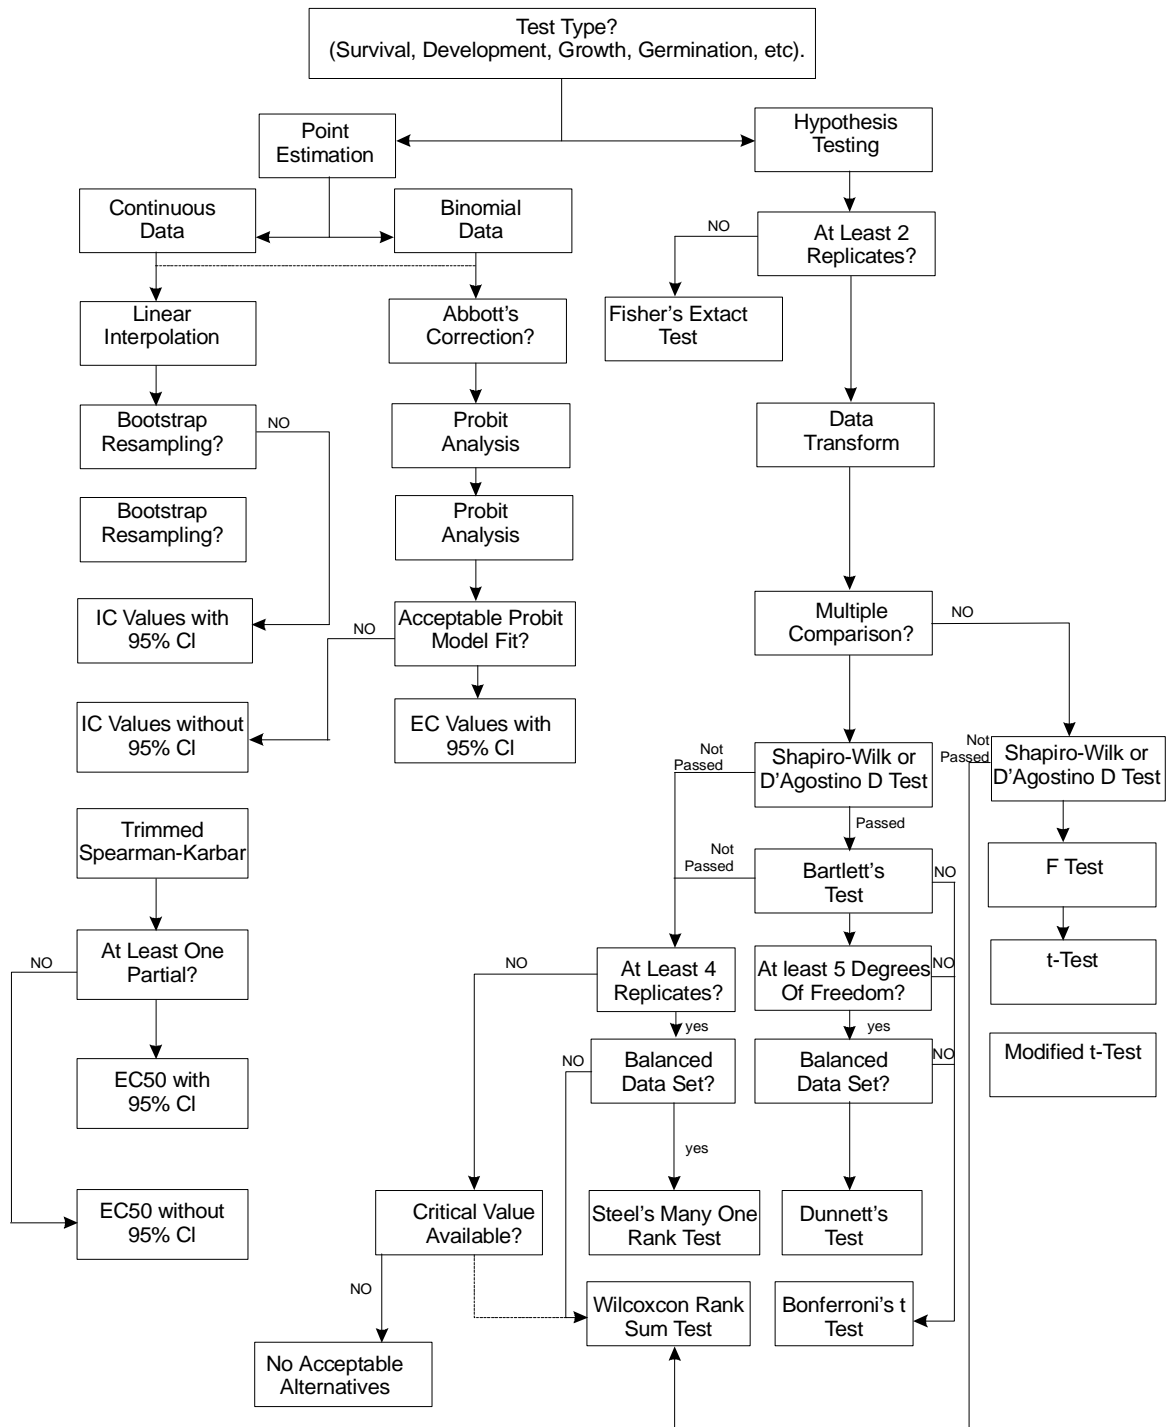 Test Type?
(Survival, Development, Growth, Germination, etc).
Point
Estimation
Hypothesis
Testing
Continuous
Data
Binomial
Data
NO
At Least 2
Replicates?
Linear
Interpolation
Abbott's
Correction?
Fisher's Extact
Test
Bootstrap
Resampling?
NO
Probit
Analysis
Data
Transform
Bootstrap
Resampling?
Probit
Analysis
IC Values with
95% CI
NO
Acceptable Probit
Model Fit?
Multiple
Comparison?
NO
IC Values without
95% CI
EC Values with
95% CI
Not
Passed
Shapiro-Wilk or
D'Agostino D Test
Not
Passed
Shapiro-Wilk or
D'Agostino D Test
Passed
Trimmed
Spearman-Karbar
Not
Passed
Bartlett's
Test
NO
F Test
At Least One
Partial?
NO
NO
At Least 4
Replicates?
At least 5 Degrees
Of Freedom?
NO
t-Test
yes
yes
EC50 with
95% CI
NO
Balanced
Data Set?
Balanced
Data Set?
NO
Modified t-Test
yes
EC50 without
95% CI
Critical Value
Available?
Steel's Many One
Rank Test
Dunnett's
Test
NO
Wilcoxcon Rank
Sum Test
Bonferroni's t
Test
No Acceptable
Alternatives